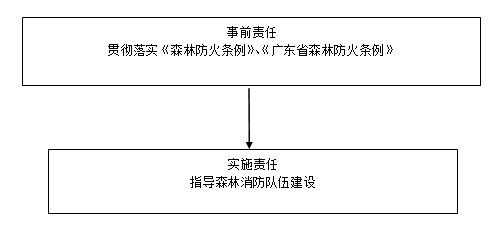 事前责任
贯彻落实《森林防火条例》、《广东省森林防火条例》
实施责任
指导森林消防队伍建设